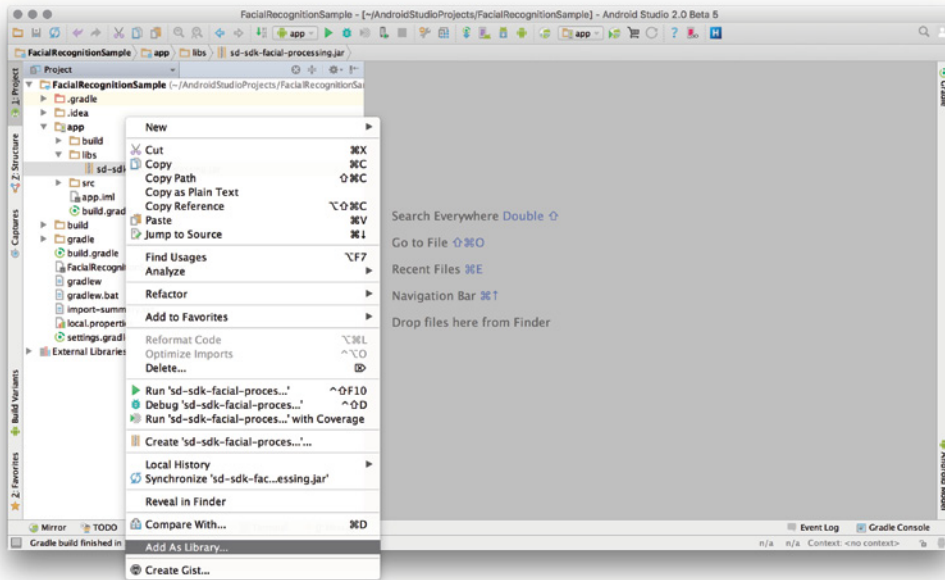 FacialRecognitionSample - [~/AndroidStudioProjects/FacialRecognitionSample] - Android Studio 2.0 Beta 5
app
app
FacialRecognitionSample app libs sd-sdk-facial-processing.jar
Project
1: Project
Gradle
FacialRecognitionSample (~/AndroidStudioProjects/FacialRecognitionSa
.gradle
.idea
app
build
libs
sd-sd
src
app.iml
build.grad
build
gradle
build.gradle
FacialRecogni
gradlew
gradlew.bat
import-summ
local.properti
settings.gradl
External Libraries
Z: Structure
Captures
Build Variants
2: Favorites
Android Model
New
Cut ⌘X
Copy ⌘C
Copy Path ⇧⌘C
Copy as Plain Text
Copy Reference ⌥⇧⌘C
Paste ⌘V
Jump to Source ⌘↓
Find Usages ⌥F7
Analyze
Refactor
Add to Favorites
Reformat Code ⌥⌘L
Optimize Imports ^⌥O
Delete... ⌦
Run 'sd-sdk-facial-proces...' ^⇧F10
Debug 'sd-sdk-facial-proces...' ^⇧D
Run 'sd-sdk-facial-proces...' with Coverage
Create 'sd-sdk-facial-proces...'...
Local History
Synchronize 'sd-sdk-fac...essing.jar'
Reveal in Finder
Compare With... ⌘D
Add As Library...
Create Gist...
Search Everywhere Double ⇧
Go to File ⇧⌘O
Recent Files ⌘E
Navigation Bar ⌘↑
Drop files here from Finder
Mirror TODO
Event Log Gradle Console
Gradle build finished in
n/a n/a Context: <no context>